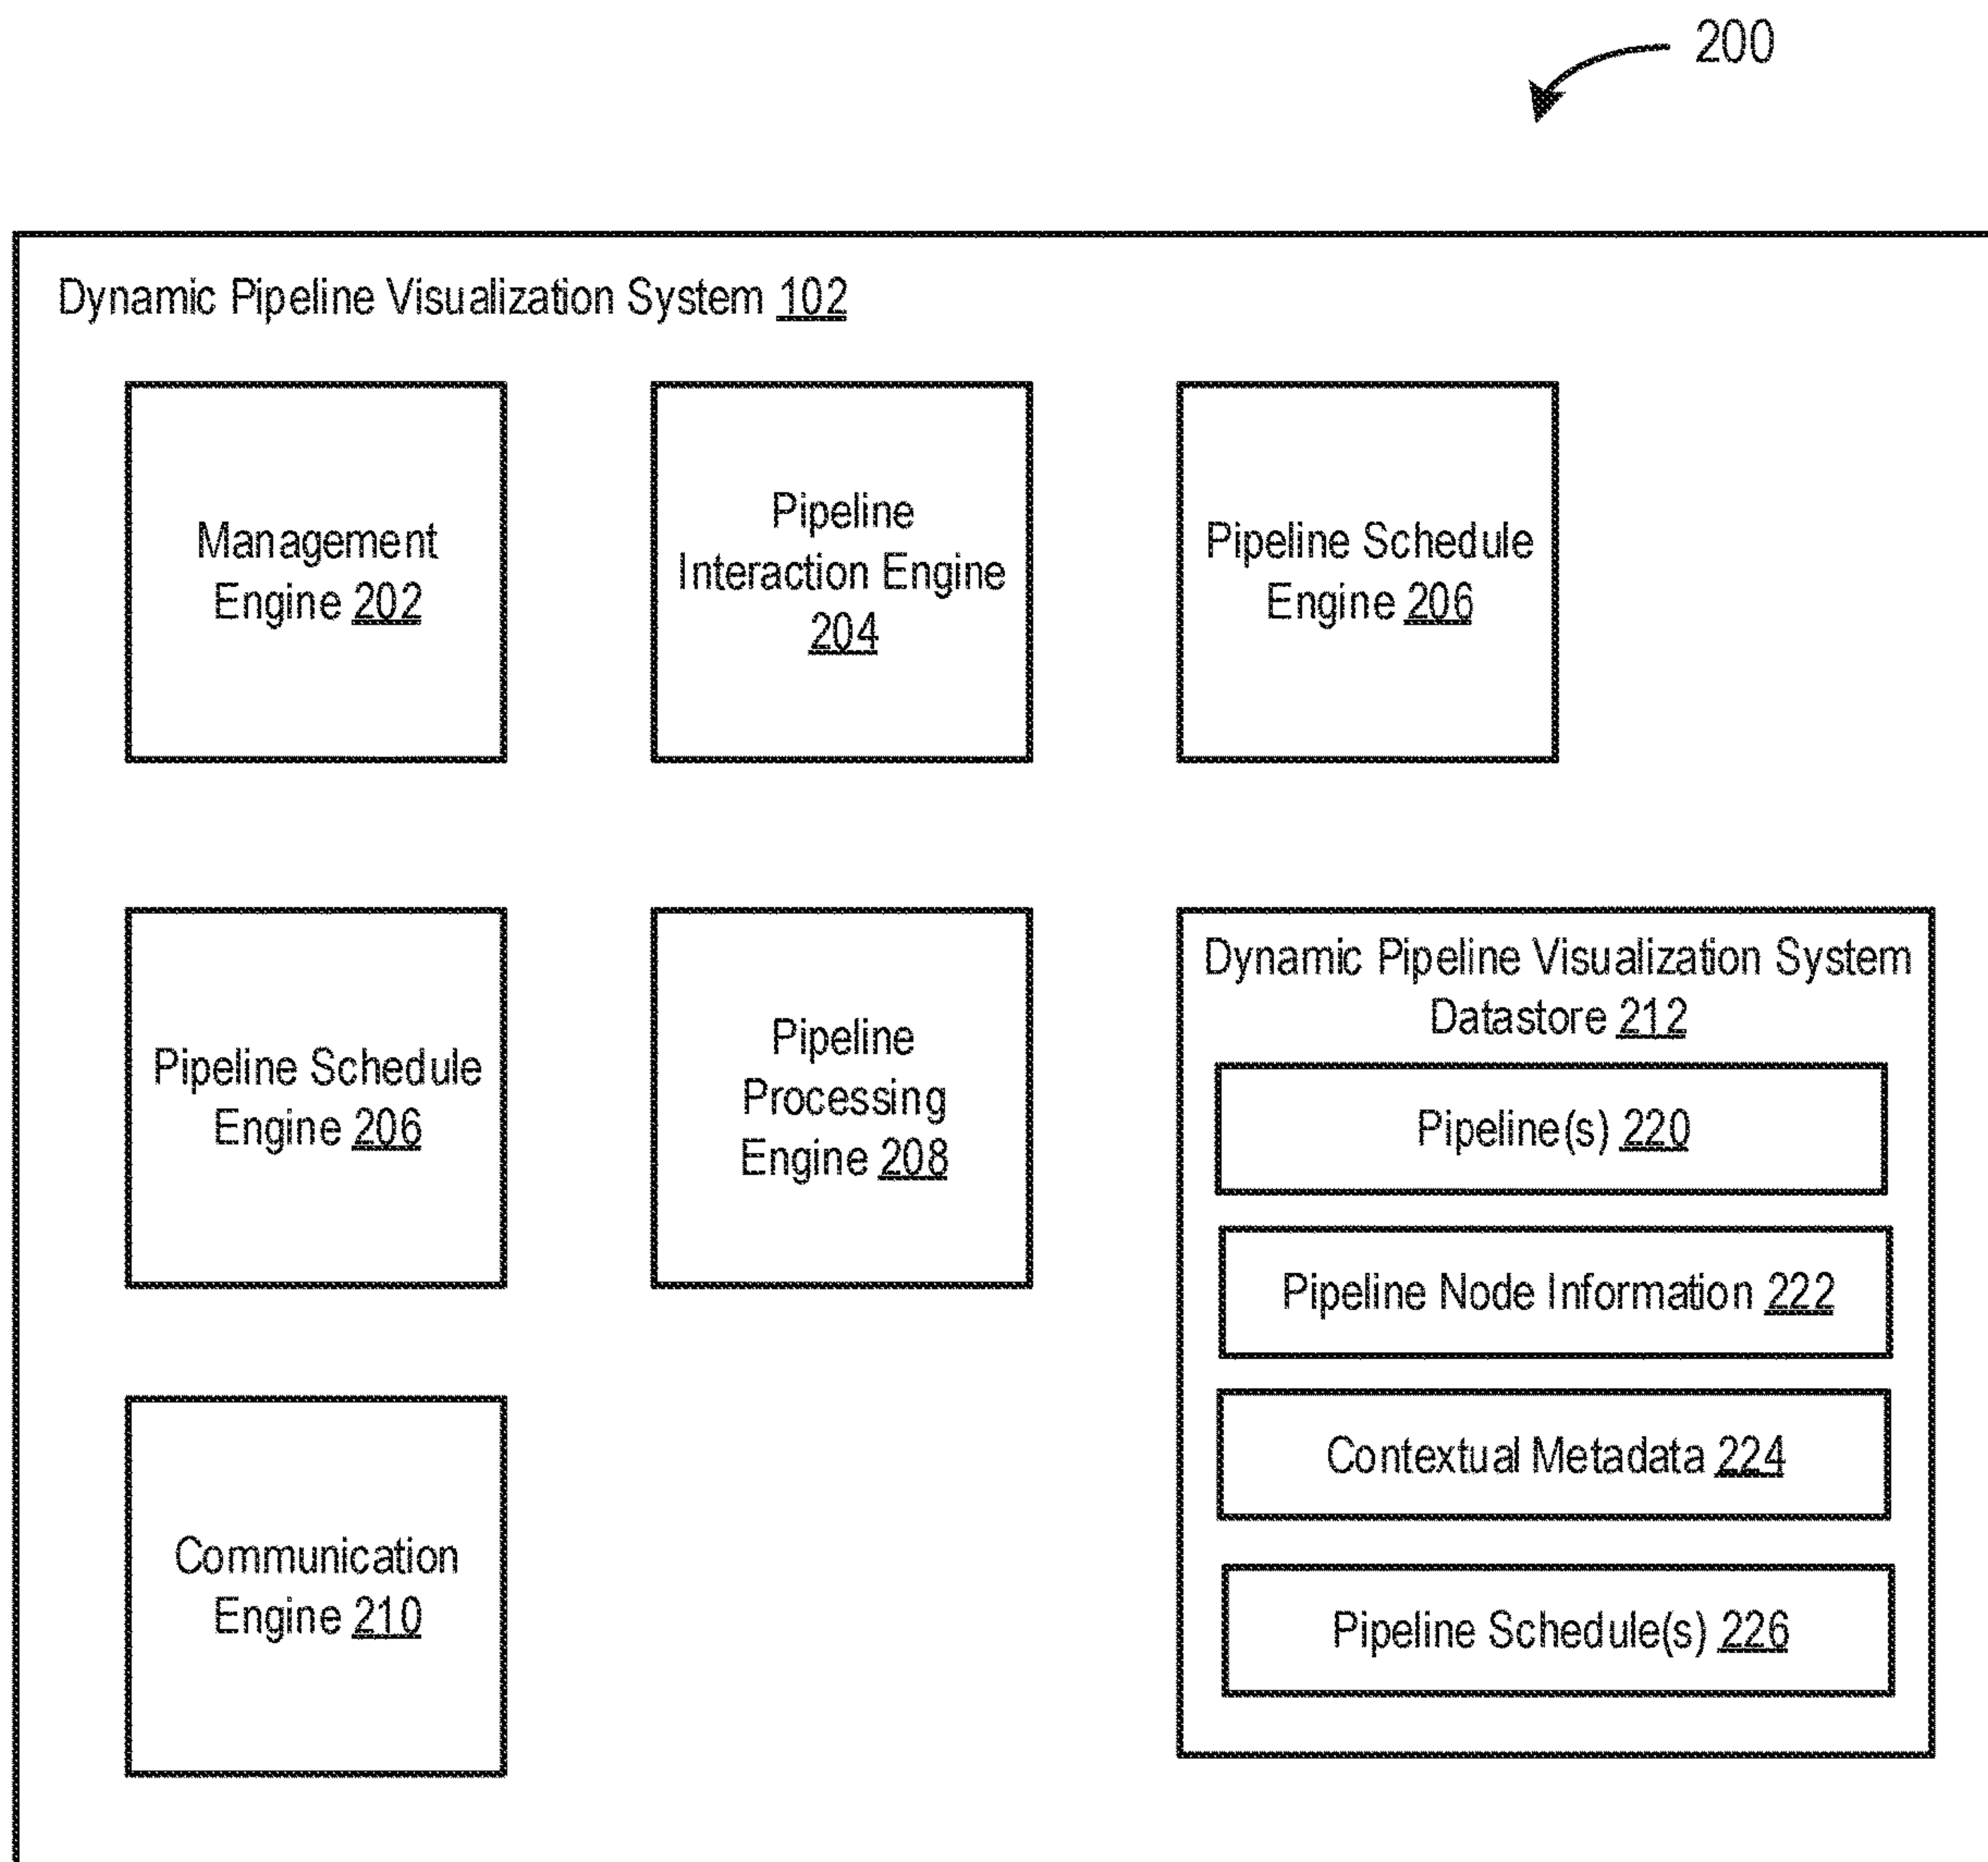 200
Dynamic Pipeline Visualization System 102
Management
Engine 202
Pipeline
Interaction Engine
204
Pipeline Schedule
Engine 206
Pipeline Schedule
Engine 206
Pipeline
Processing
Engine 208
Dynamic Pipeline Visualization System
Datastore 212
Pipeline(s) 220
Pipeline Node Information 222
Contextual Metadata 224
Pipeline Schedule(s) 226
Communication
Engine 210